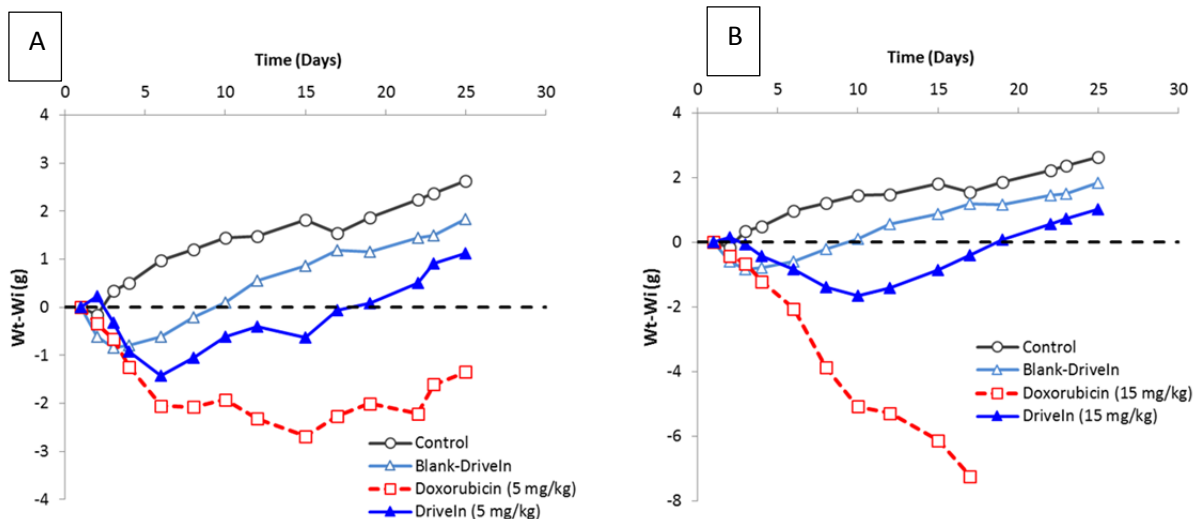 A
Time (Days)
0 5 10 15 20 25 30
4
3
2
1
0
-1
-2
-3
-4
Wt-Wi (g)
Control
Blank-DriveIn
Doxorubicin (5 mg/kg)
DriveIn (5 mg/kg)
B
Time (Days)
0 5 10 15 20 25 30
4
2
0
-2
-4
-6
-8
Wt-Wi (g)
Control
Blank-DriveIn
Doxorubicin (15 mg/kg)
DriveIn (15 mg/kg)